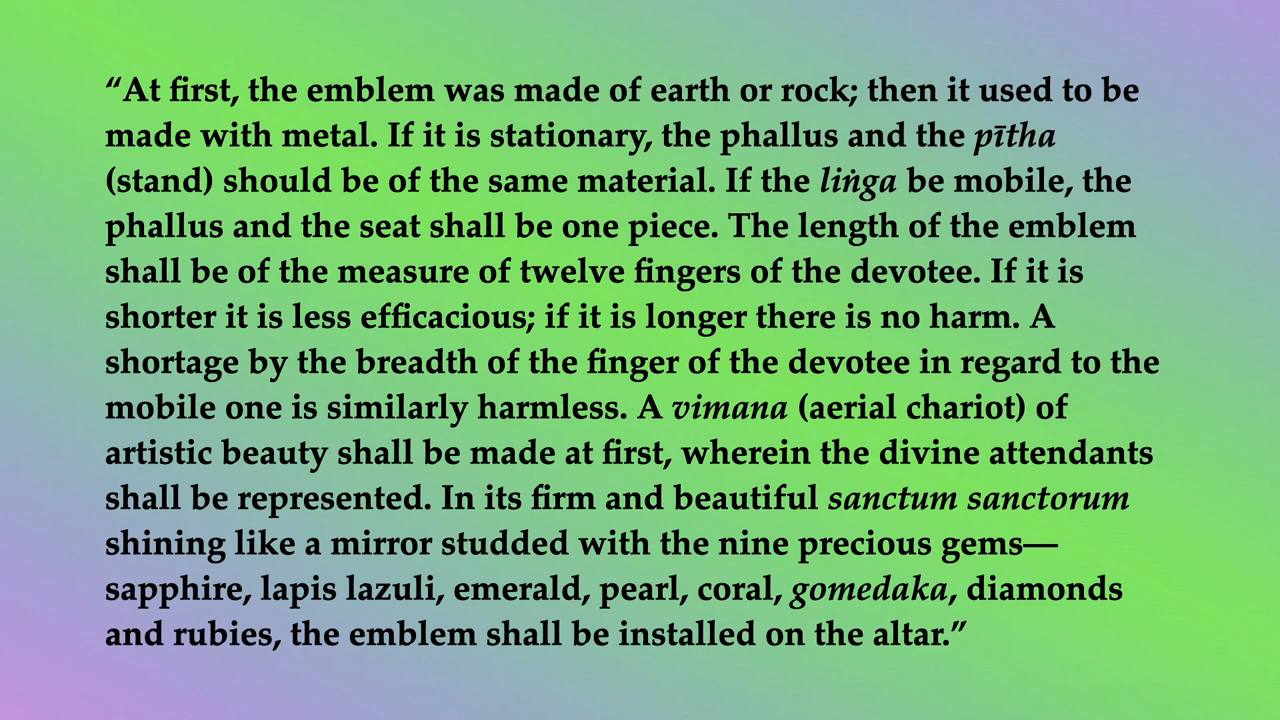 “At first, the emblem was made of earth or rock; then it used to be
made with metal. If it is stationary, the phallus and the pītha
(stand) should be of the same material. If the liṅga be mobile, the
phallus and the seat shall be one piece. The length of the emblem
shall be of the measure of twelve fingers of the devotee. If it is
shorter it is less efficacious; if it is longer there is no harm. A
shortage by the breadth of the finger of the devotee in regard to the
mobile one is similarly harmless. A vimana (aerial chariot) of
artistic beauty shall be made at first, wherein the divine attendants
shall be represented. In its firm and beautiful sanctum sanctorum
shining like a mirror studded with the nine precious gems—
sapphire, lapis lazuli, emerald, pearl, coral, gomedaka, diamonds
and rubies, the emblem shall be installed on the altar.”